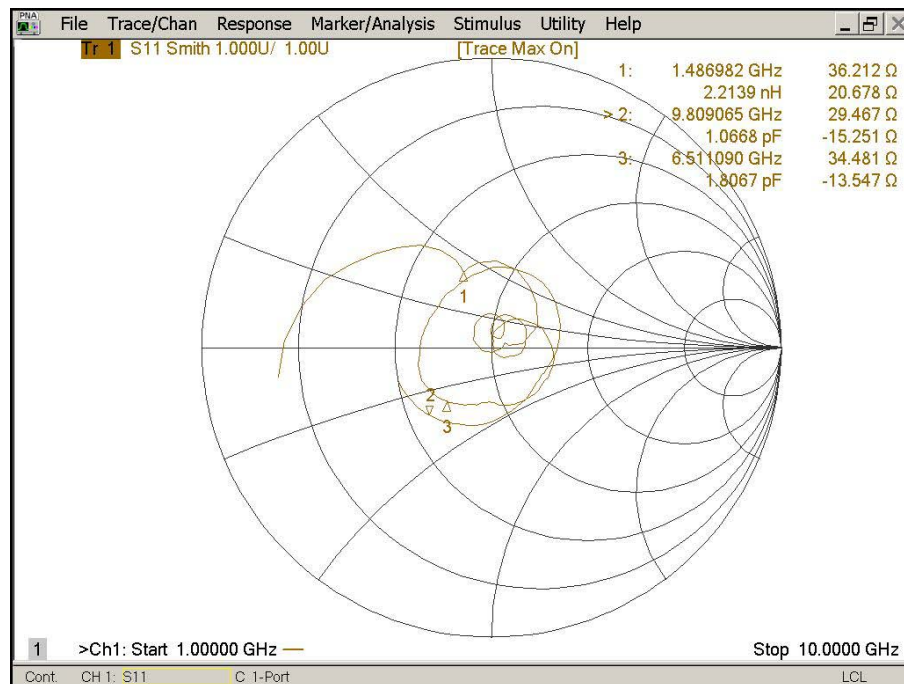 PNA
File Trace/Chan Response Marker/Analysis Stimulus Utility Help
Tr 1 S11 Smith 1.000U/ 1.00U [Trace Max On]
1: 1.486982 GHz 36.212 Ω
2.2139 nH 20.678 Ω
> 2: 9.809065 GHz 29.467 Ω
1.0668 pF -15.251 Ω
3: 6.511090 GHz 34.481 Ω
1.8067 pF -13.547 Ω
1
2
3
1 >Ch1: Start 1.00000 GHz Stop 10.0000 GHz
Cont. CH 1: S11 C 1-Port LCL